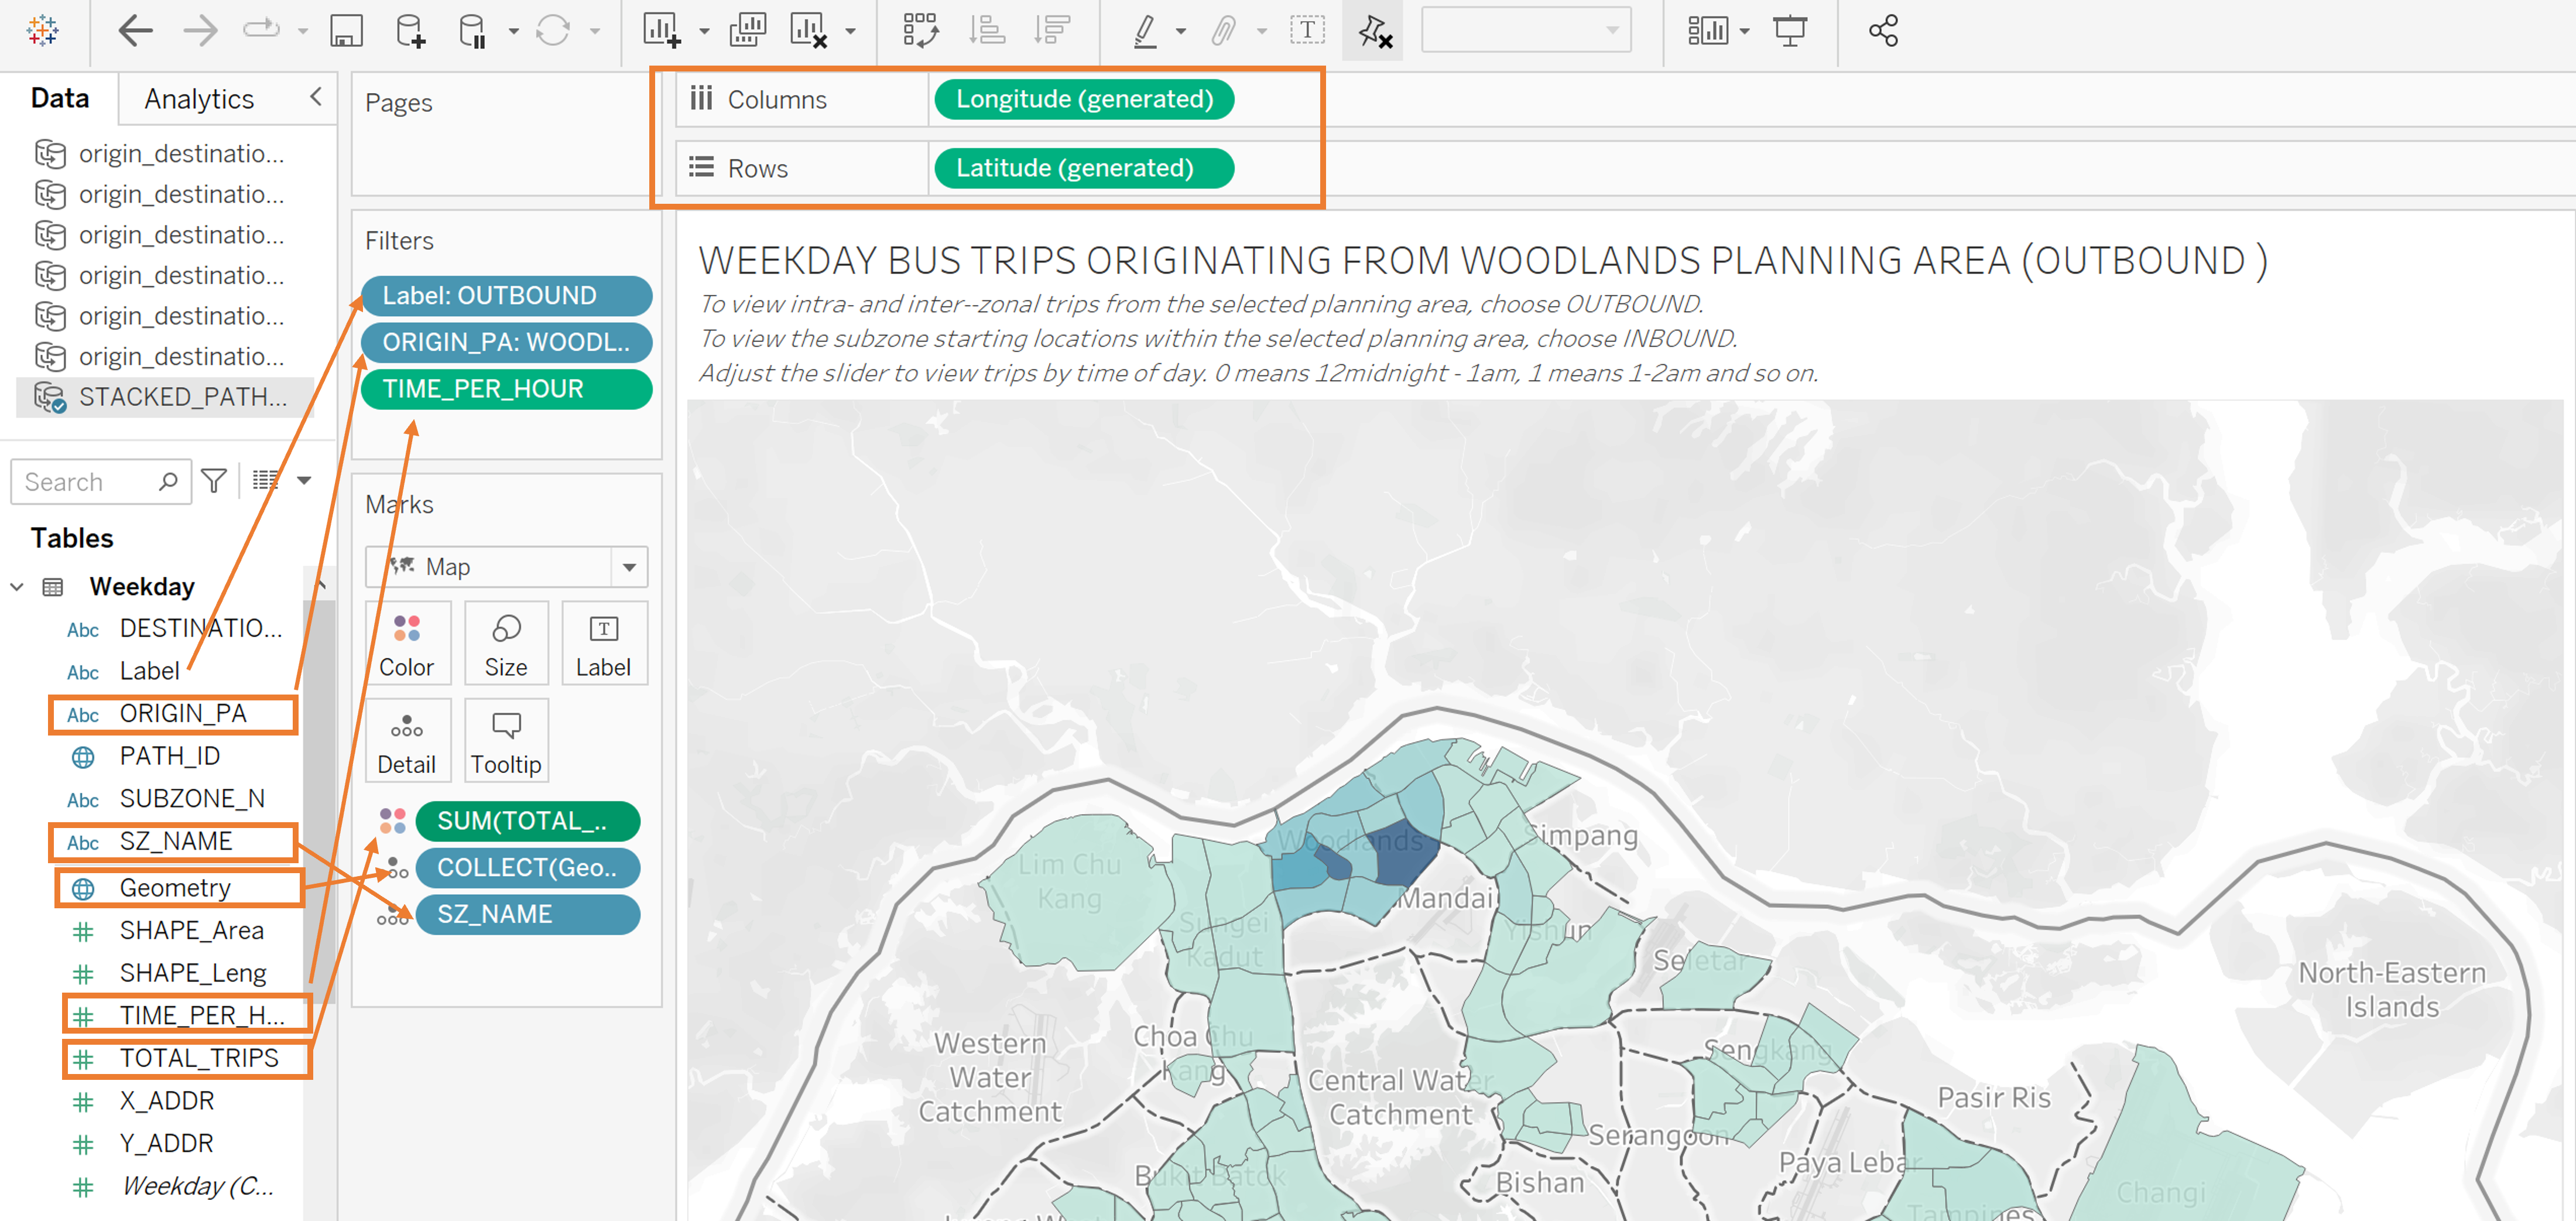 Data
Analytics
origin_destinatio...
origin_destinatio...
origin_destinatio...
origin_destinatio...
origin_destinatio...
origin_destinatio...
STACKED_PATH...
Search
Tables
Weekday
Abc DESTINATIO...
Abc Label
Abc ORIGIN_PA
PATH_ID
Abc SUBZONE_N
Abc SZ_NAME
Geometry
# SHAPE_Area
# SHAPE_Leng
# TIME_PER_H...
# TOTAL_TRIPS
# X_ADDR
# Y_ADDR
# Weekday (C...
Pages
Filters
Label: OUTBOUND
ORIGIN_PA: WOODL..
TIME_PER_HOUR
Marks
Map
Color
Size
T
Label
Detail
Tooltip
SUM(TOTAL_..
COLLECT(Geo..
SZ_NAME
T
Columns
Longitude (generated)
Rows
Latitude (generated)
WEEKDAY BUS TRIPS ORIGINATING FROM WOODLANDS PLANNING AREA (OUTBOUND )
To view intra- and inter--zonal trips from the selected planning area, choose OUTBOUND.
To view the subzone starting locations within the selected planning area, choose INBOUND.
Adjust the slider to view trips by time of day. 0 means 12midnight - 1am, 1 means 1-2am and so on.
Woodlands
Simpang
Lim Chu
Kang
Mandai
Sungei
Kadut
Yishun
Seletar
North-Eastern
Islands
Western
Water
Catchment
Choa Chu
Kang
Central Water
Catchment
Sengkang
Pasir Ris
Serangoon
Bukit Batok
Bishan
Paya Lebar
Changi
Tampines